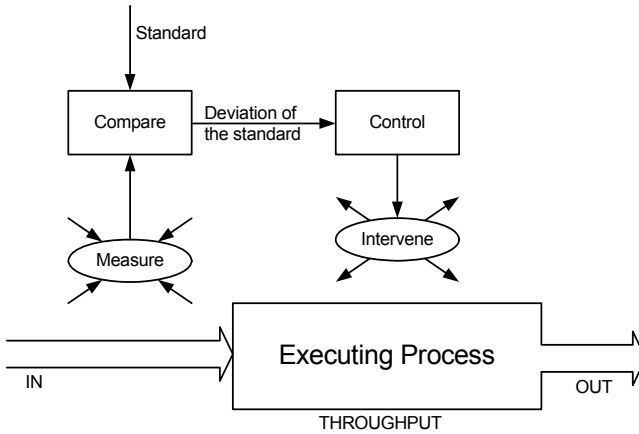 Standard
Compare
Deviation of
the standard
Control
Measure
Intervene
Executing Process
IN
OUT
THROUGHPUT